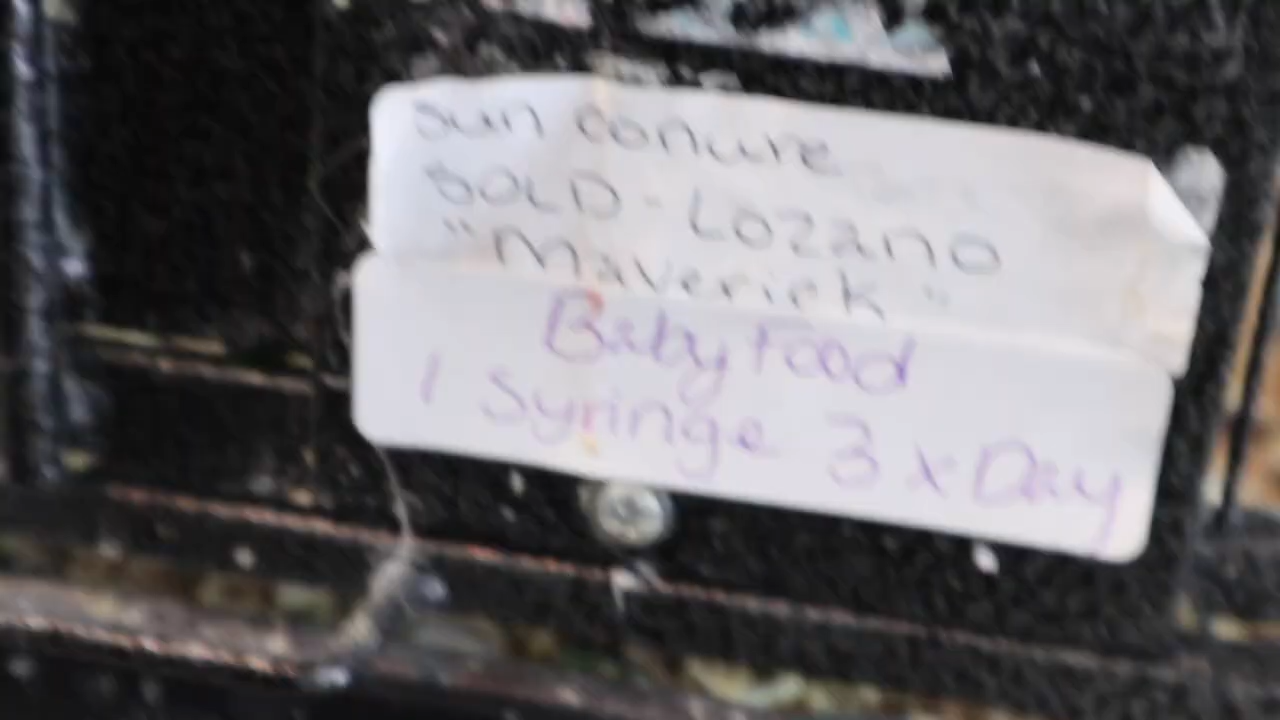 Sun conure
SOLD - Lozano
"Maverick"
Baby Food
1 Syringe 3 x Day